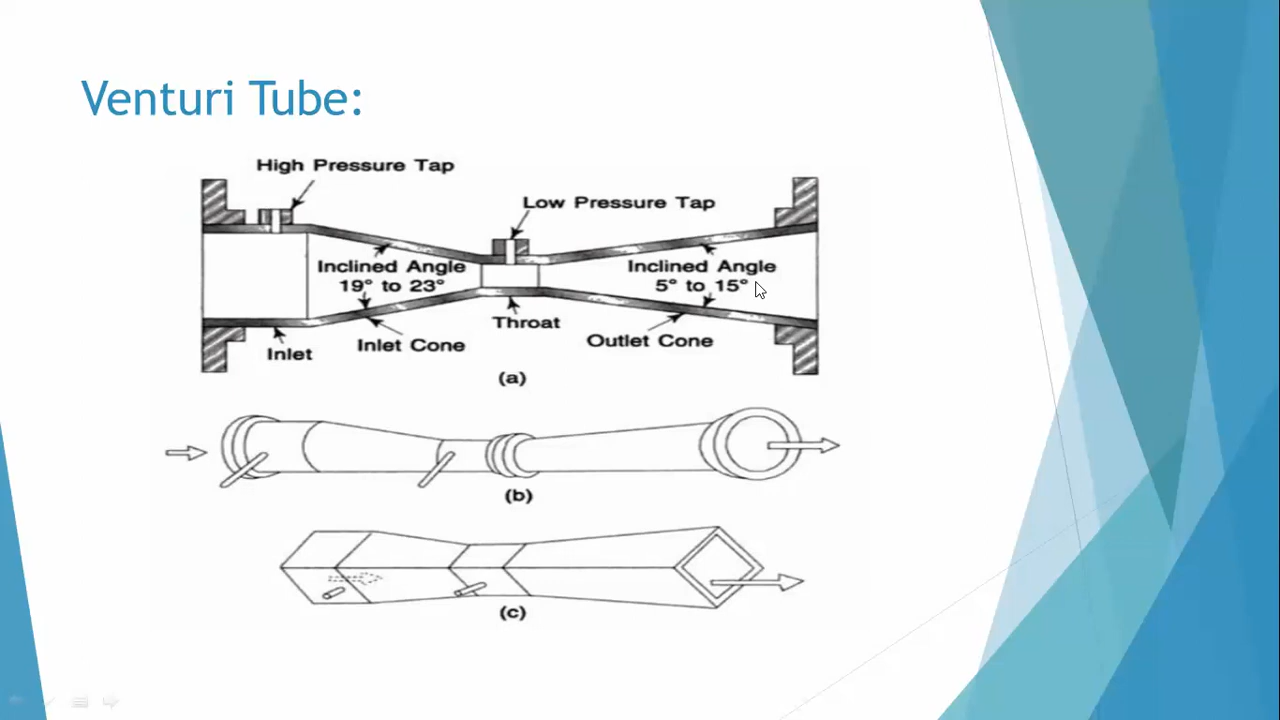 Venturi Tube:
High Pressure Tap
Low Pressure Tap
Inclined Angle
19° to 23°
Inclined Angle
5° to 15°
Throat
Inlet
Inlet Cone
Outlet Cone
(a)
(b)
(c)